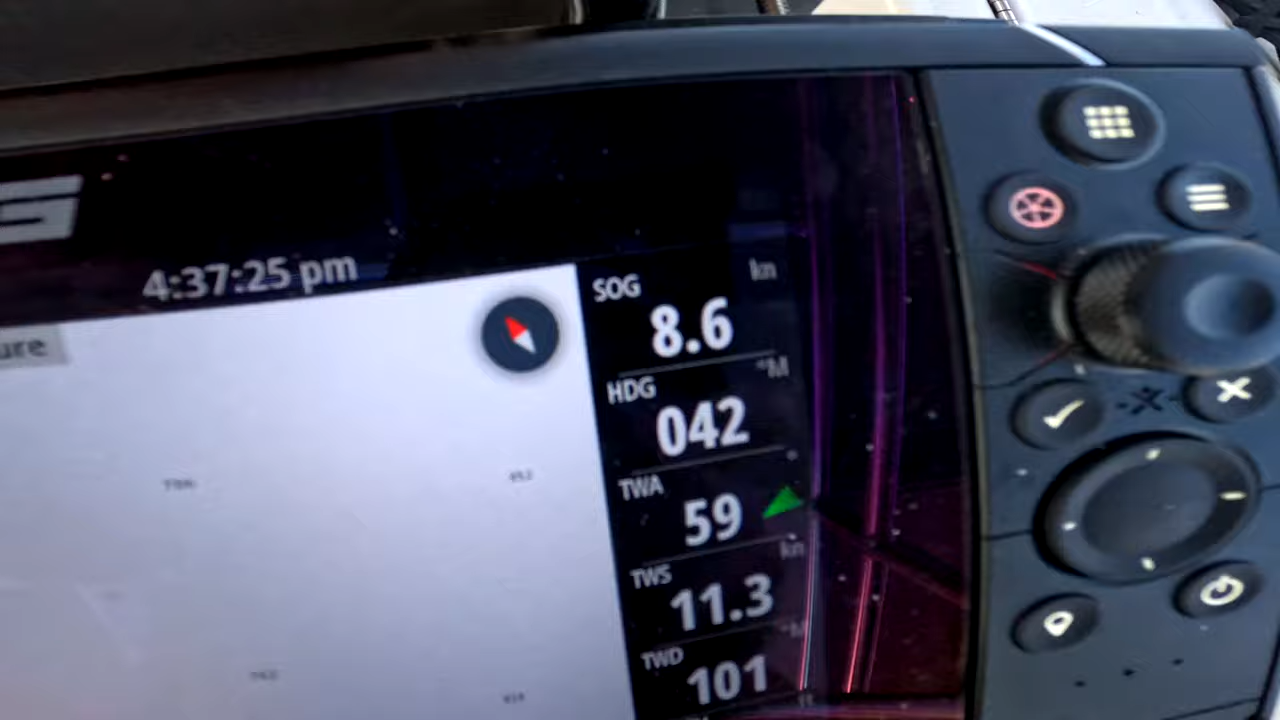 G
4:37:25 pm
ure
SOG kn
8.6
HDG °M
042
TWA
59
TWS kn
11.3
TWD °M
101